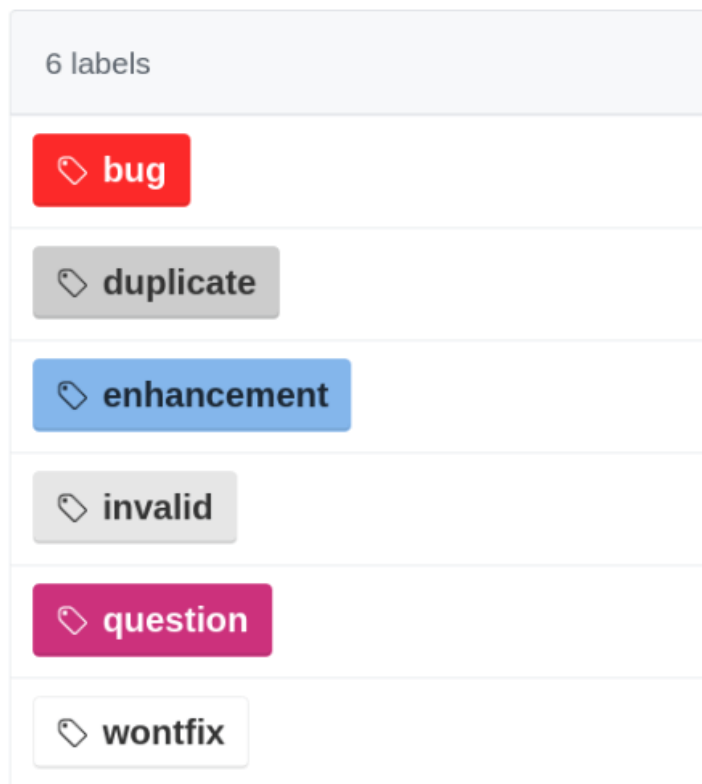 6 labels
bug
duplicate
enhancement
invalid
question
wontfix